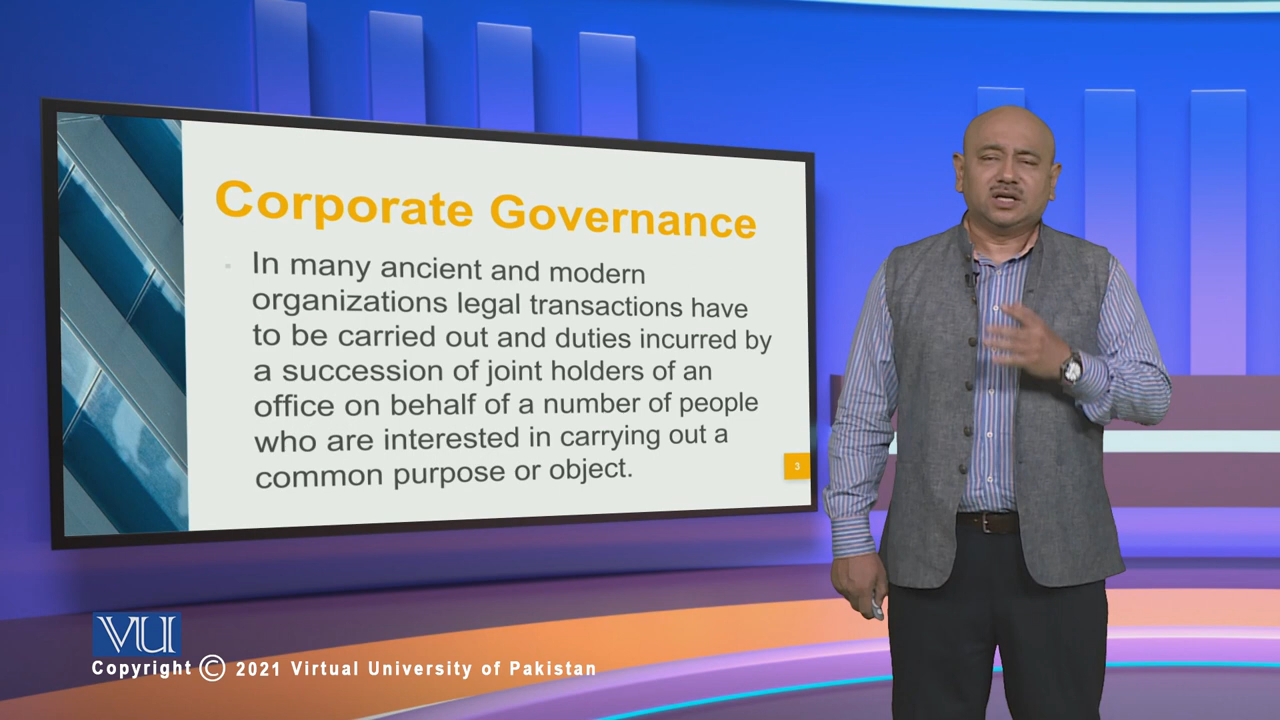 Corporate Governance
In many ancient and modern
organizations legal transactions have
to be carried out and duties incurred by
a succession of joint holders of an
office on behalf of a number of people
who are interested in carrying out a
common purpose or object.
3
VU
Copyright © 2021 Virtual University of Pakistan